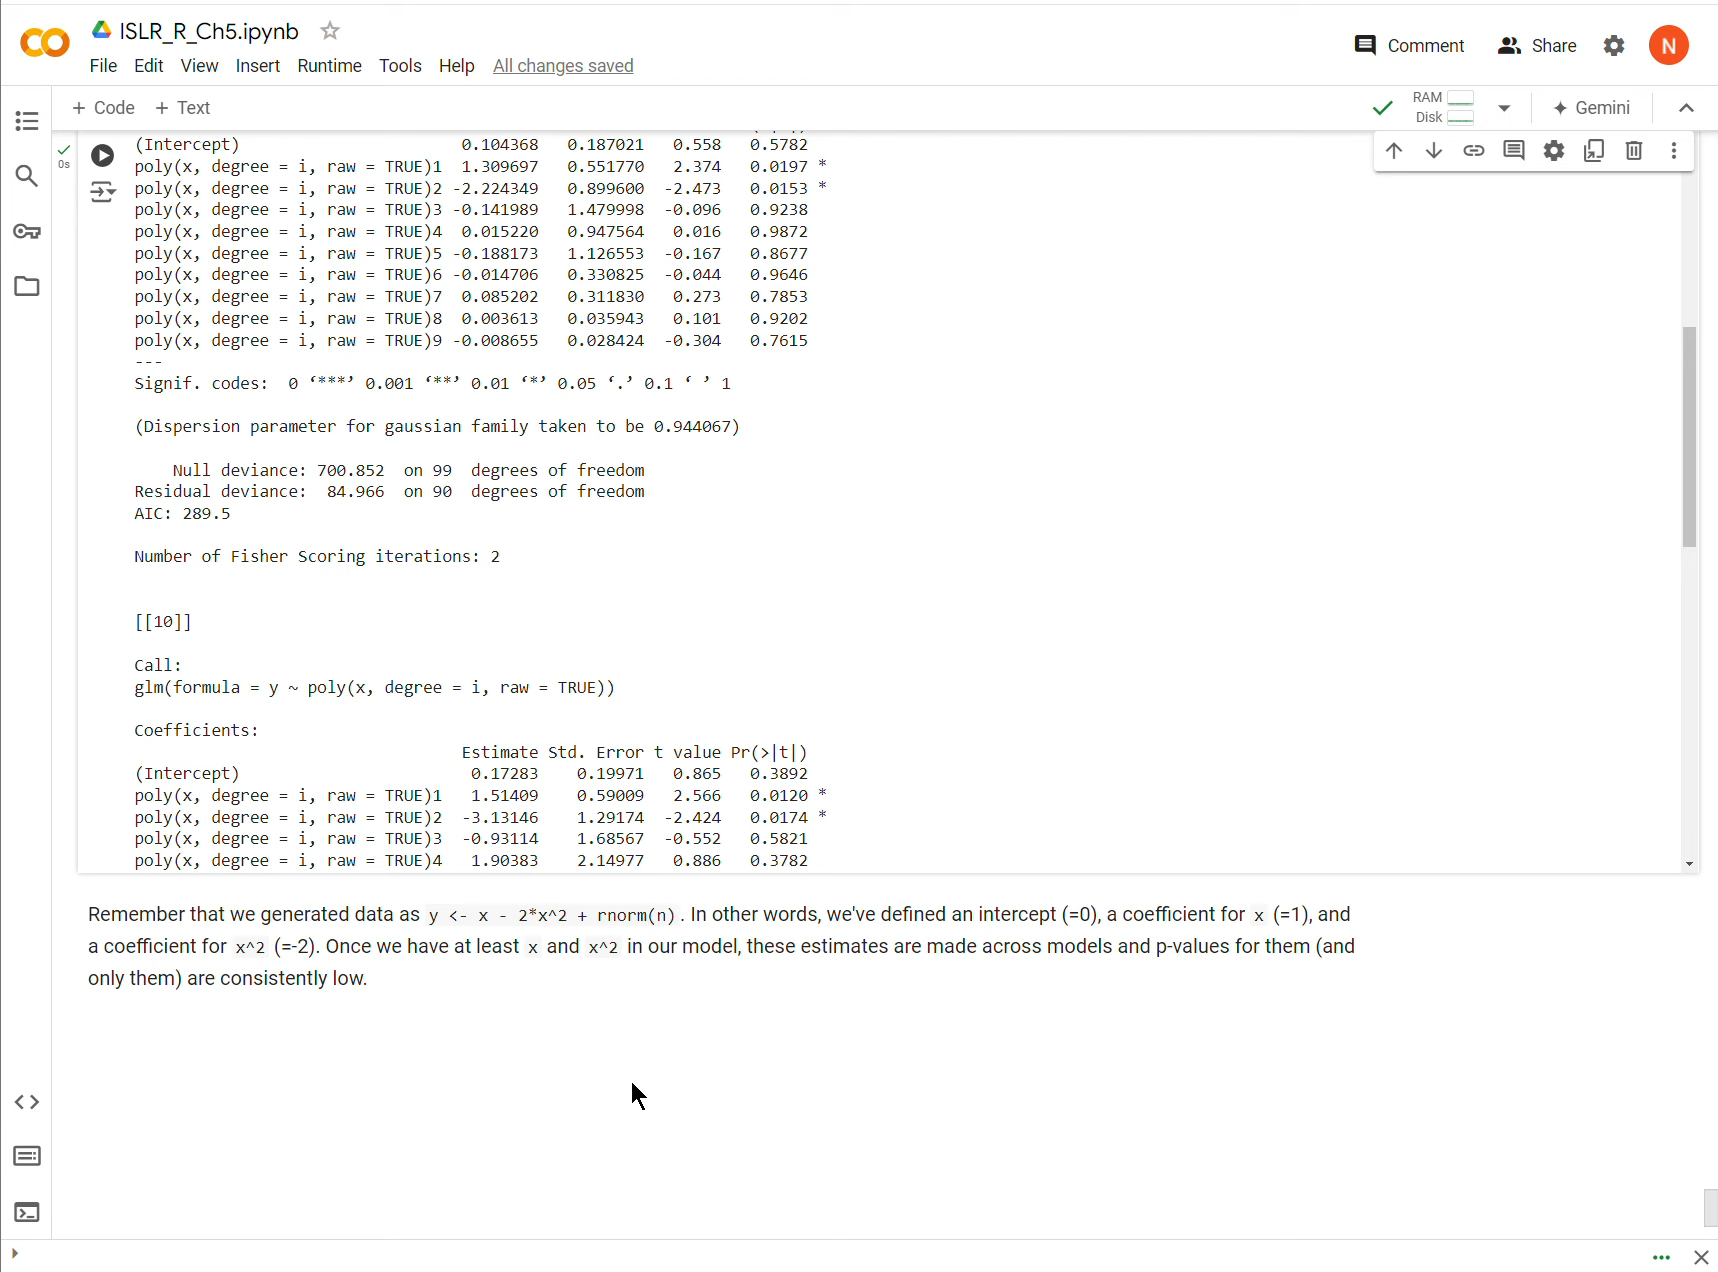 ISLR_R_Ch5.ipynb
Comment
Share
N
File Edit View Insert Runtime Tools Help All changes saved
+ Code + Text
RAM
Disk
Gemini
0s
(Intercept) 0.104368 0.187021 0.558 0.5782
poly(x, degree = i, raw = TRUE)1 1.309697 0.551770 2.374 0.0197 *
poly(x, degree = i, raw = TRUE)2 -2.224349 0.899600 -2.473 0.0153 *
poly(x, degree = i, raw = TRUE)3 -0.141989 1.479998 -0.096 0.9238
poly(x, degree = i, raw = TRUE)4 0.015220 0.947564 0.016 0.9872
poly(x, degree = i, raw = TRUE)5 -0.188173 1.126553 -0.167 0.8677
poly(x, degree = i, raw = TRUE)6 -0.014706 0.330825 -0.044 0.9646
poly(x, degree = i, raw = TRUE)7 0.085202 0.311830 0.273 0.7853
poly(x, degree = i, raw = TRUE)8 0.003613 0.035943 0.101 0.9202
poly(x, degree = i, raw = TRUE)9 -0.008655 0.028424 -0.304 0.7615
---
Signif. codes: 0 ‘***’ 0.001 ‘**’ 0.01 ‘*’ 0.05 ‘.’ 0.1 ‘ ’ 1
(Dispersion parameter for gaussian family taken to be 0.944067)
Null deviance: 700.852 on 99 degrees of freedom
Residual deviance: 84.966 on 90 degrees of freedom
AIC: 289.5
Number of Fisher Scoring iterations: 2
[[10]]
Call:
glm(formula = y ~ poly(x, degree = i, raw = TRUE))
Coefficients:
Estimate Std. Error t value Pr(>|t|)
(Intercept) 0.17283 0.19971 0.865 0.3892
poly(x, degree = i, raw = TRUE)1 1.51409 0.59009 2.566 0.0120 *
poly(x, degree = i, raw = TRUE)2 -3.13146 1.29174 -2.424 0.0174 *
poly(x, degree = i, raw = TRUE)3 -0.93114 1.68567 -0.552 0.5821
poly(x, degree = i, raw = TRUE)4 1.90383 2.14977 0.886 0.3782
Remember that we generated data as y <- x - 2*x^2 + rnorm(n). In other words, we've defined an intercept (=0), a coefficient for x (=1), and
a coefficient for x^2 (=-2). Once we have at least x and x^2 in our model, these estimates are made across models and p-values for them (and
only them) are consistently low.